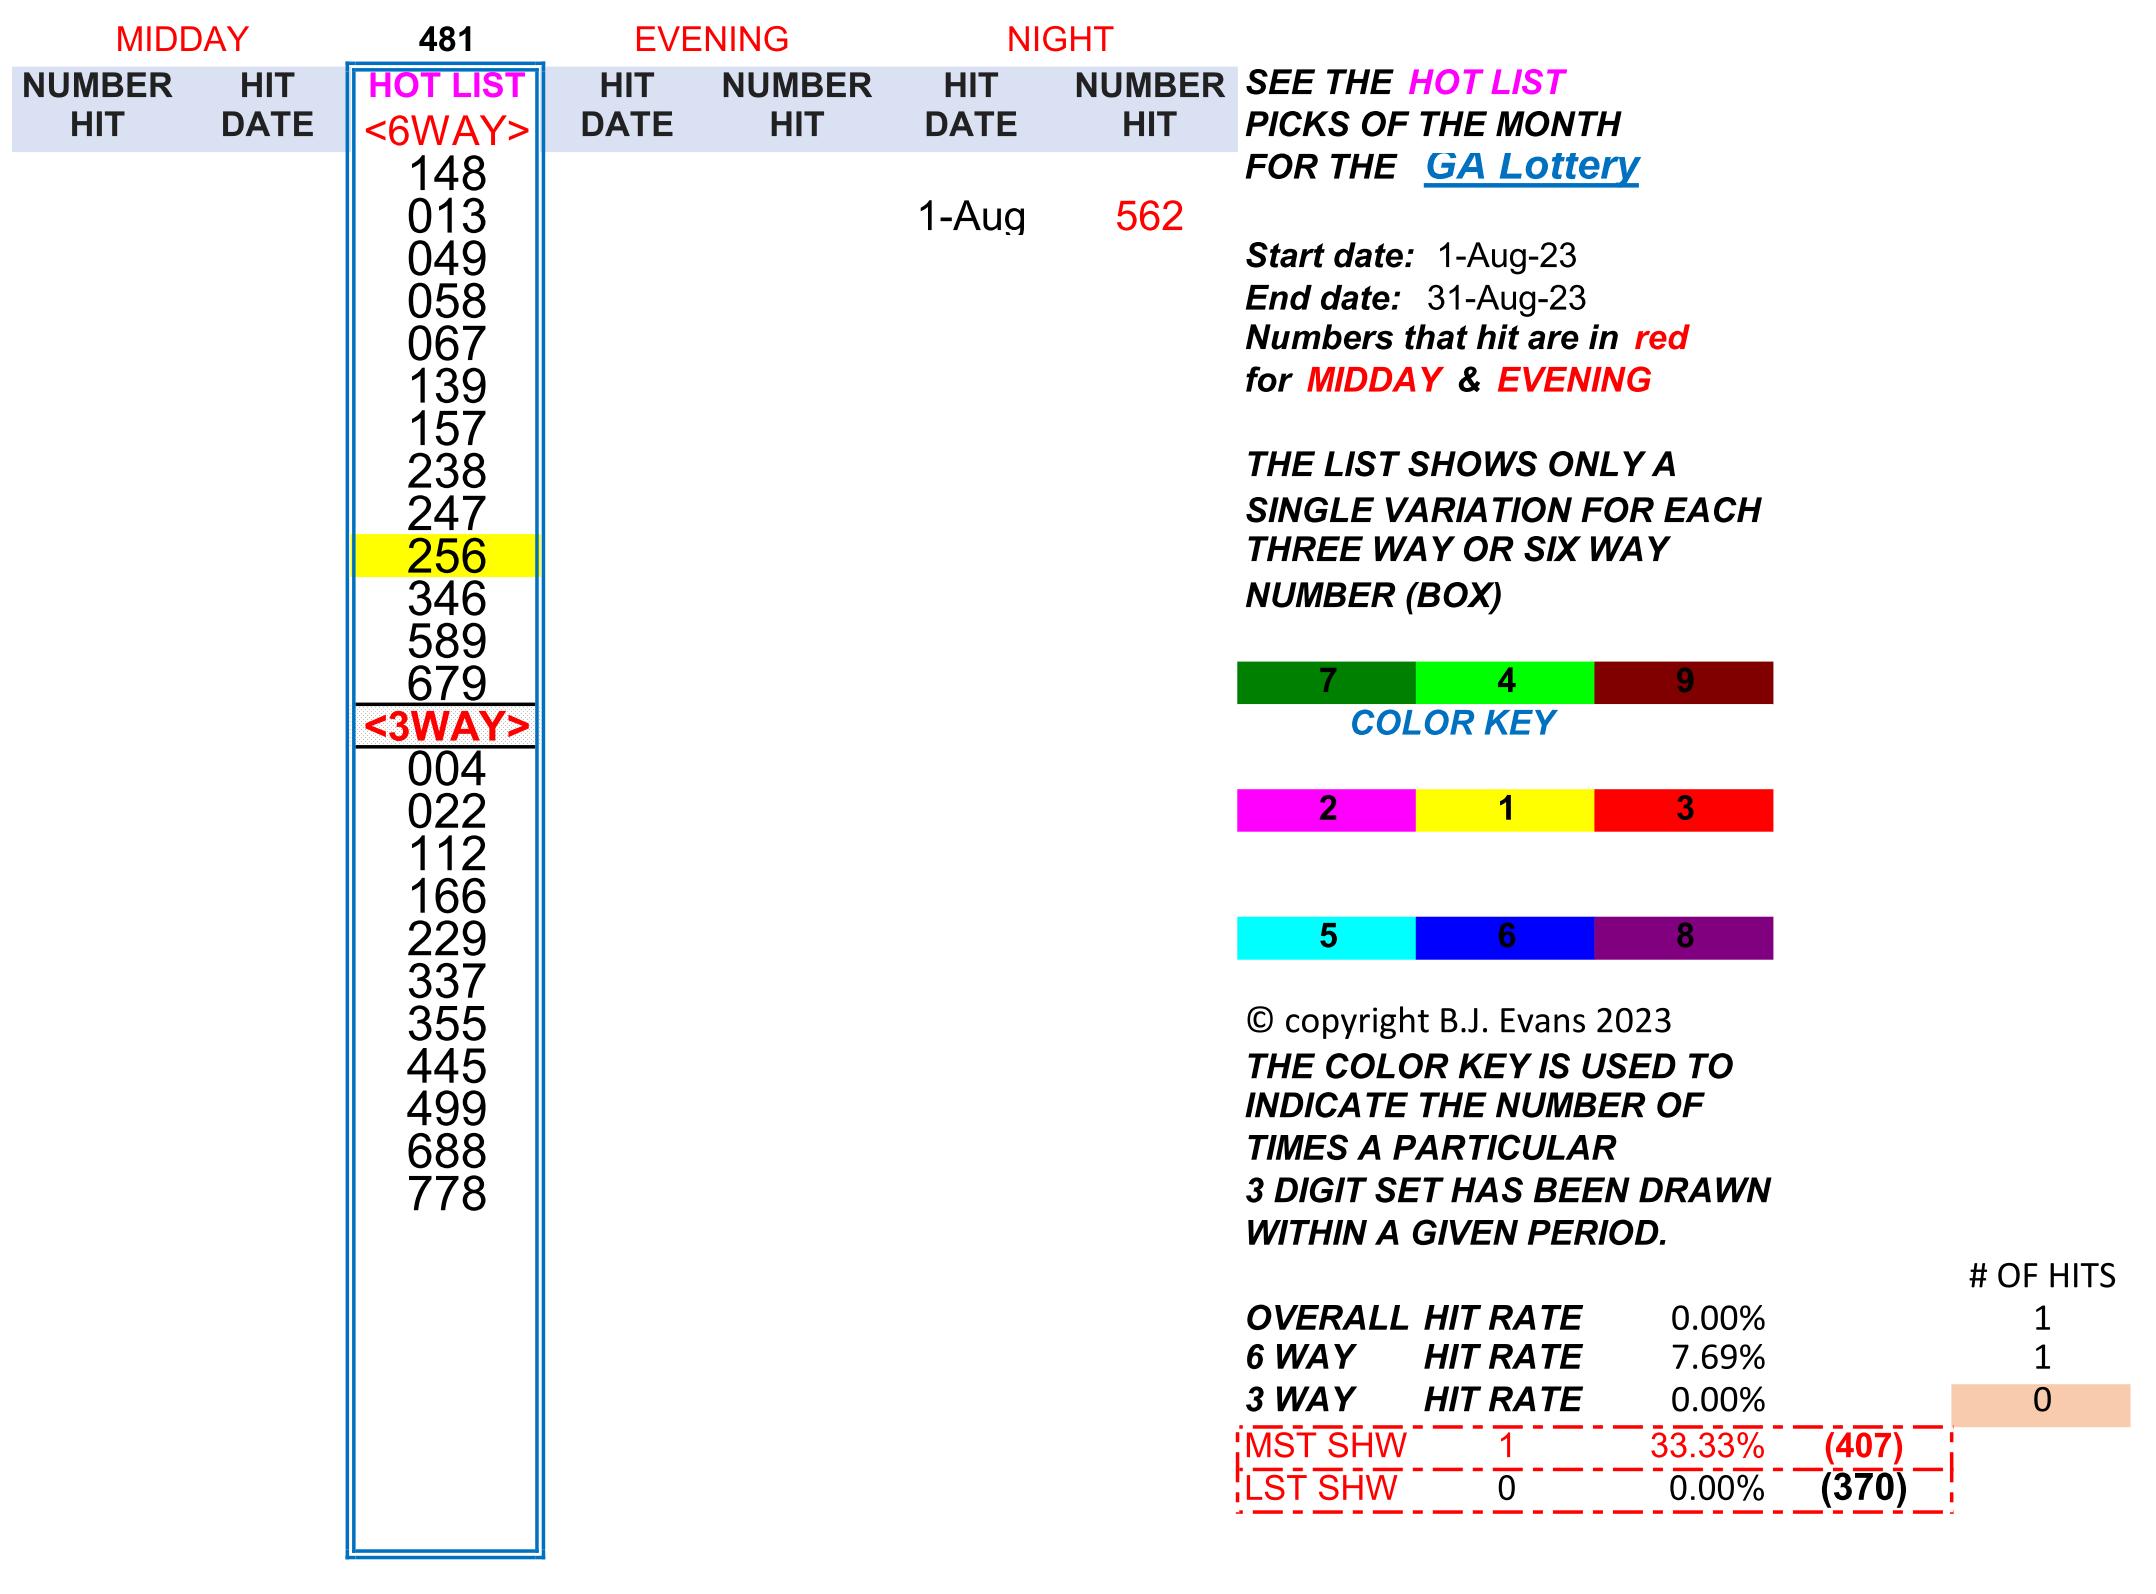 MIDDAY 481 EVENING NIGHT
NUMBER HIT HOT LIST HIT NUMBER HIT NUMBER
HIT DATE <6WAY> DATE HIT DATE HIT
148
013 1-Aug 562
049
058
067
139
157
238
247
256
346
589
679
<3WAY>
004
022
112
166
229
337
355
445
499
688
778
SEE THE HOT LIST
PICKS OF THE MONTH
FOR THE GA Lottery
Start date: 1-Aug-23
End date: 31-Aug-23
Numbers that hit are in red
for MIDDAY & EVENING
THE LIST SHOWS ONLY A
SINGLE VARIATION FOR EACH
THREE WAY OR SIX WAY
NUMBER (BOX)
7 4 9
COLOR KEY
2 1 3
5 6 8
© copyright B.J. Evans 2023
THE COLOR KEY IS USED TO
INDICATE THE NUMBER OF
TIMES A PARTICULAR
3 DIGIT SET HAS BEEN DRAWN
WITHIN A GIVEN PERIOD.
# OF HITS
OVERALL HIT RATE 0.00% 1
6 WAY HIT RATE 7.69% 1
3 WAY HIT RATE 0.00% 0
MST SHW 1 33.33% (407)
LST SHW 0 0.00% (370)